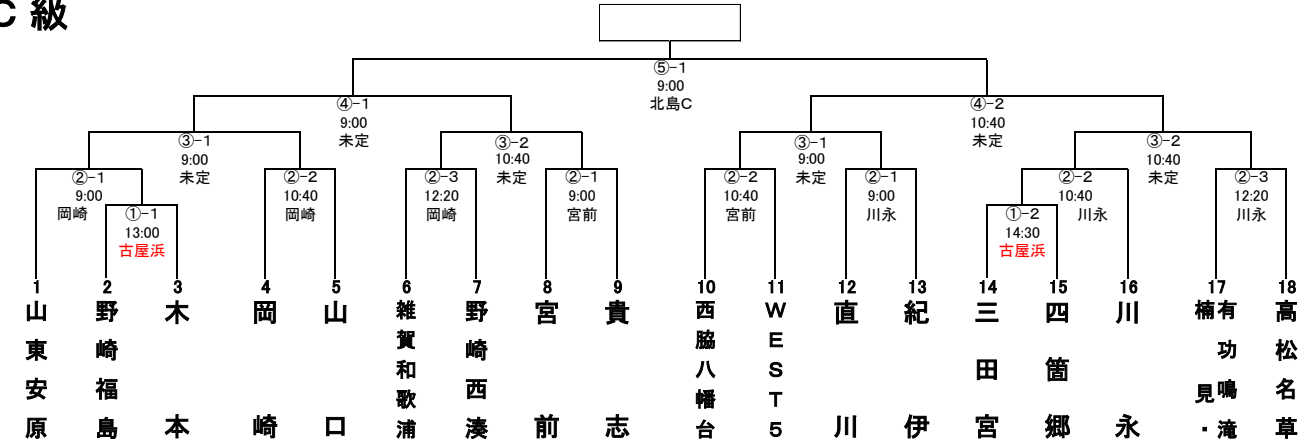 C 級
⑤-1
9:00
北島C
④-1
9:00
未定
④-2
10:40
未定
③-1
9:00
未定
③-2
10:40
未定
③-1
9:00
未定
③-2
10:40
未定
②-1
9:00
岡崎
②-2
10:40
岡崎
②-3
12:20
岡崎
②-1
9:00
宮前
②-2
10:40
宮前
②-1
9:00
川永
②-2
10:40
川永
②-3
12:20
川永
①-1
13:00
古屋浜
①-2
14:30
古屋浜
1 2 3 4 5 6 7 8 9 10 11 12 13 14 15 16 17 18
山東安原
野崎福島
木本
岡崎
山口
雑賀和歌浦
野崎西湊
宮前
貴志
西脇八幡台
WEST5
直川
紀伊
三田宮
四箇郷
川永
有功鳴滝・
楠見
高松名草